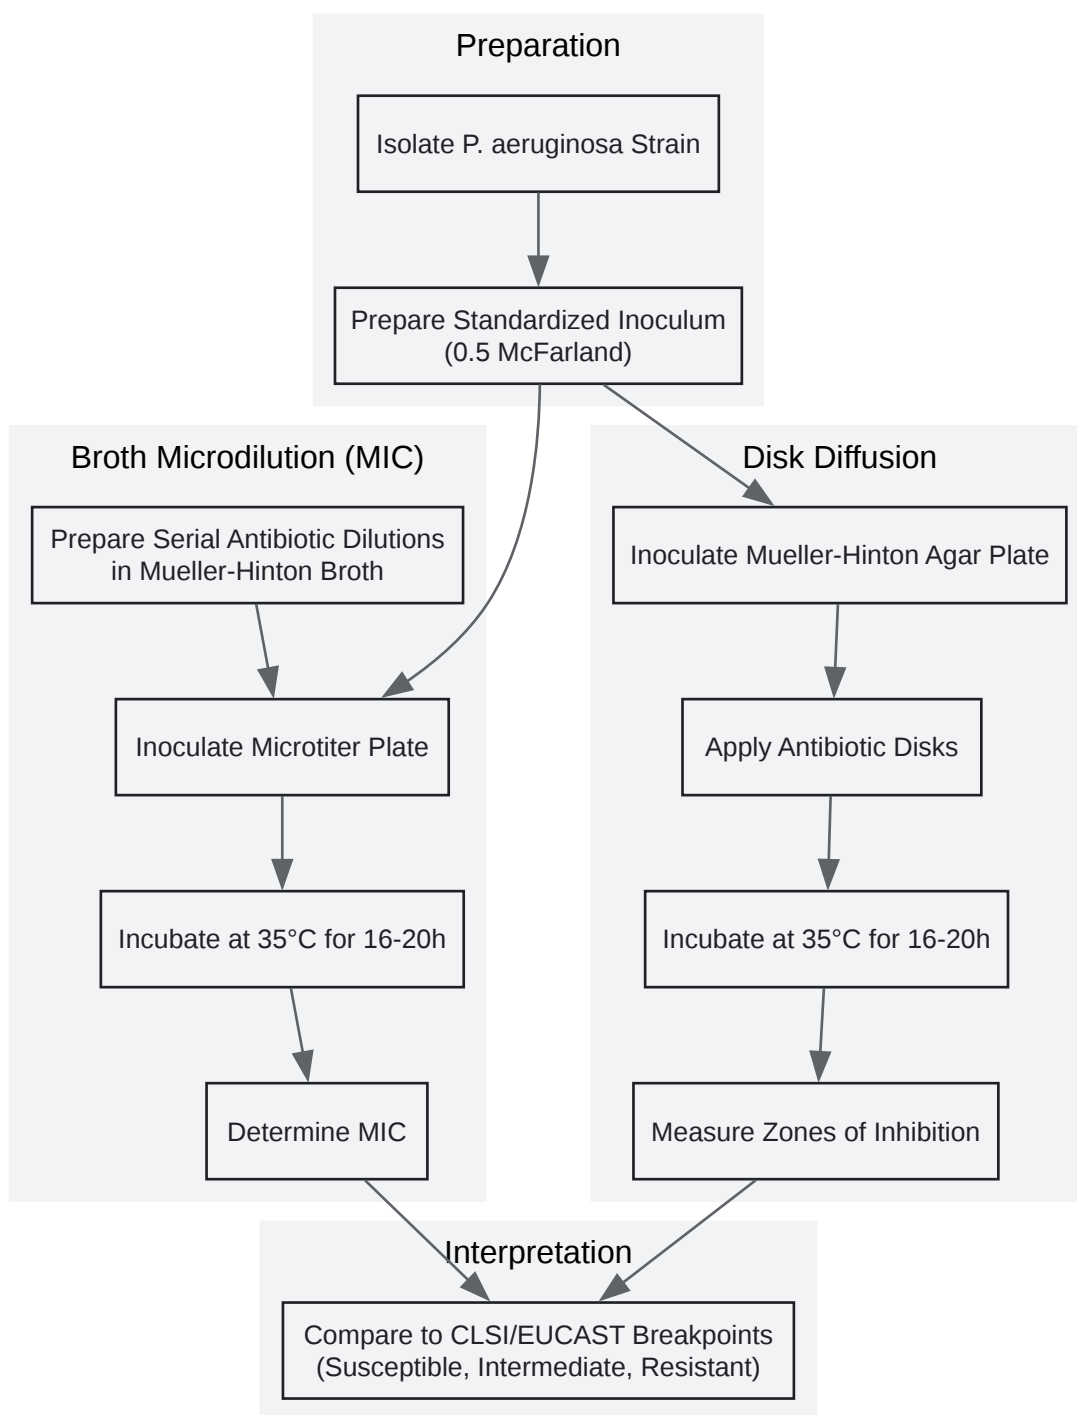 Preparation
Isolate P. aeruginosa Strain
Prepare Standardized Inoculum
(0.5 McFarland)
Broth Microdilution (MIC)
Prepare Serial Antibiotic Dilutions
in Mueller-Hinton Broth
Inoculate Microtiter Plate
Incubate at 35°C for 16-20h
Determine MIC
Disk Diffusion
Inoculate Mueller-Hinton Agar Plate
Apply Antibiotic Disks
Incubate at 35°C for 16-20h
Measure Zones of Inhibition
Interpretation
Compare to CLSI/EUCAST Breakpoints
(Susceptible, Intermediate, Resistant)